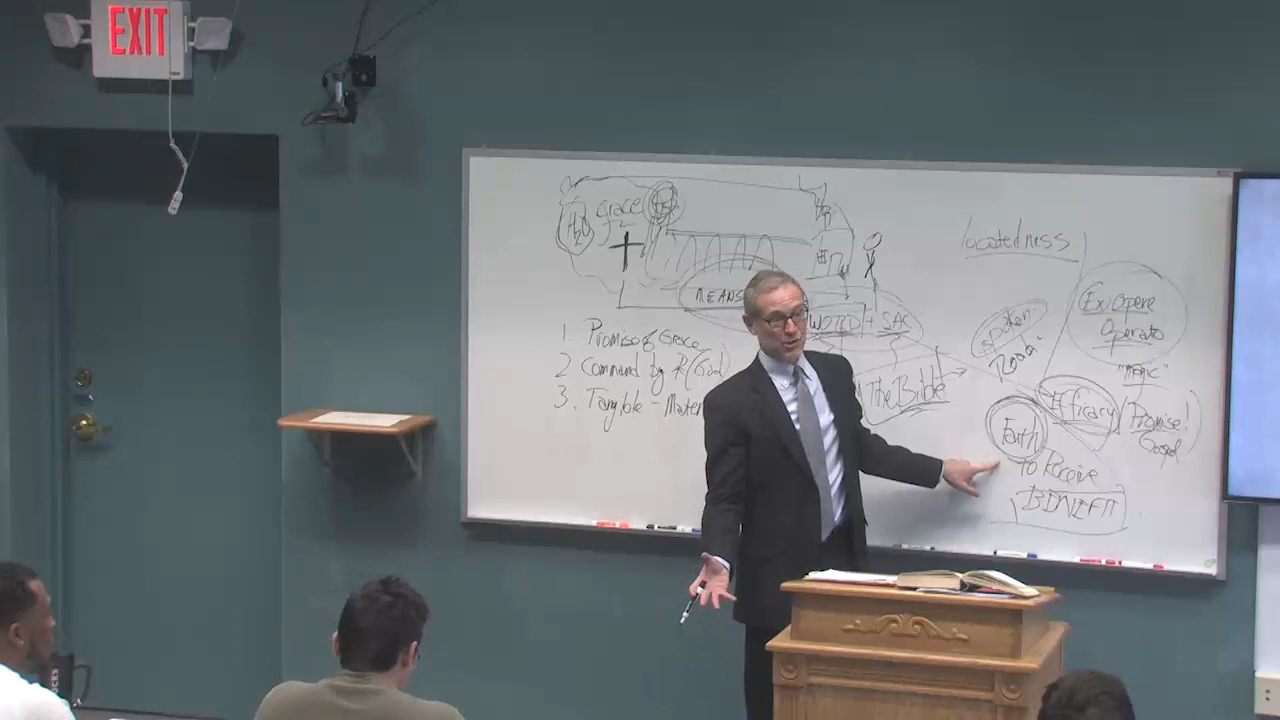 EXIT
H2O grace
MEANS
WORD + SAC
1. Promise of Grace
2 Command by (God)
3. Tangible - Mater
The Bible
locatedness
Spoken
Ex Opere
Operato
"magic"
Efficacy
Promise!
Gospel
Faith
to Receive
BENEFIT